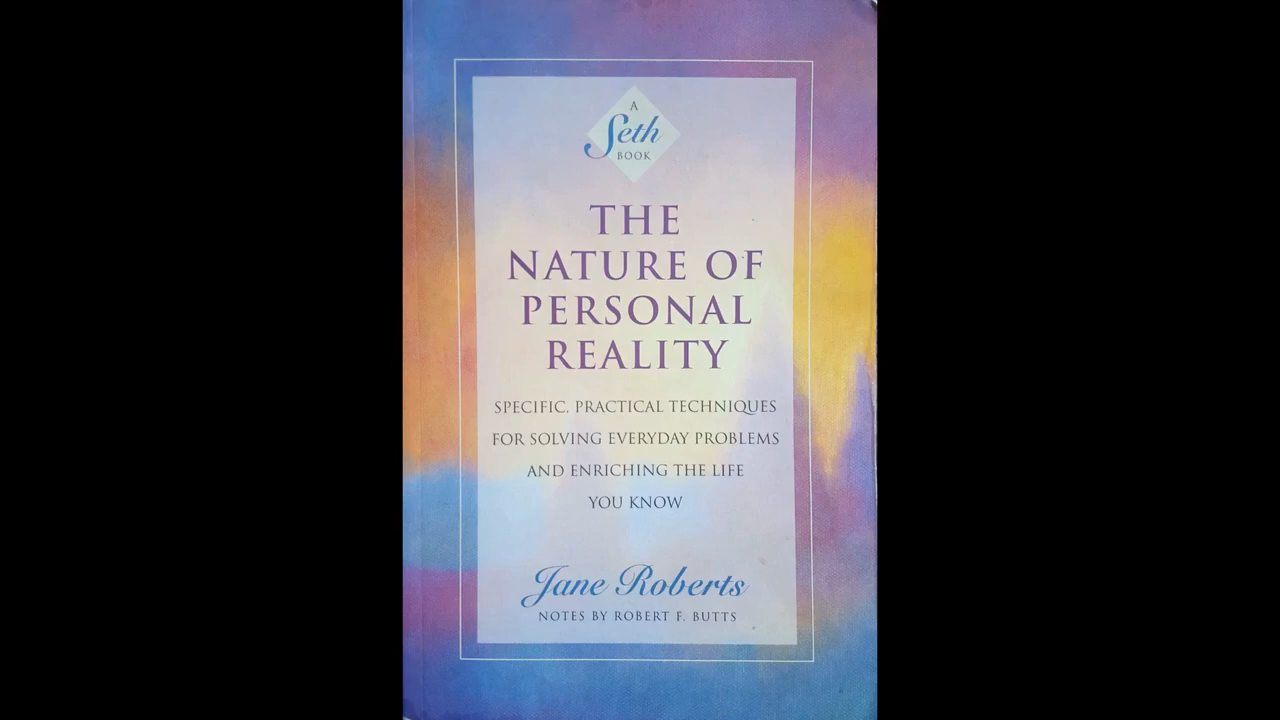 A
Seth
BOOK
THE
NATURE OF
PERSONAL
REALITY
SPECIFIC, PRACTICAL TECHNIQUES
FOR SOLVING EVERYDAY PROBLEMS
AND ENRICHING THE LIFE
YOU KNOW
Jane Roberts
NOTES BY ROBERT F. BUTTS